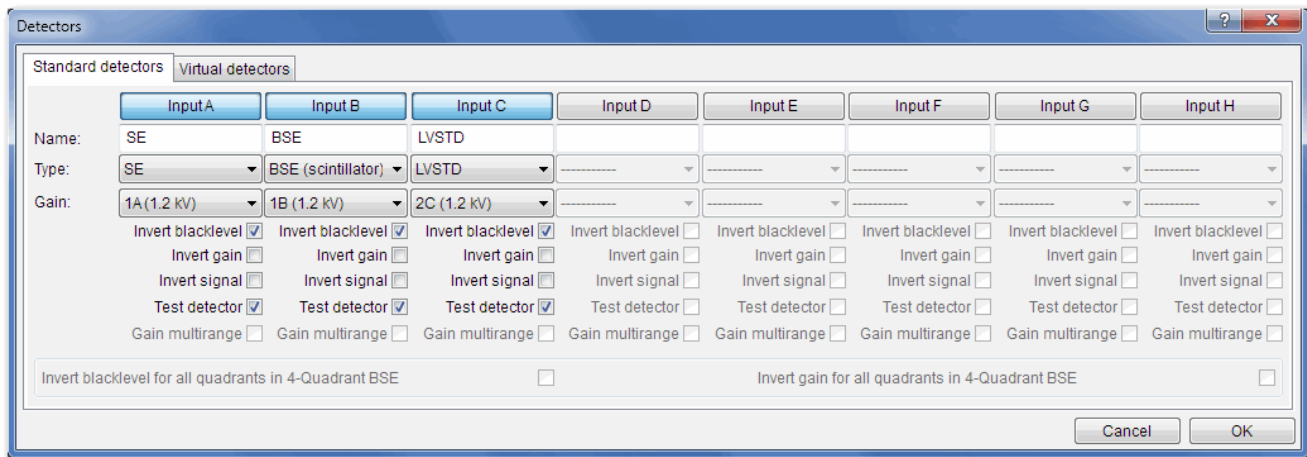 Detectors
? X
Standard detectors Virtual detectors
Input A Input B Input C Input D Input E Input F Input G Input H
Name: SE BSE LVSTD
Type: SE BSE (scintillator) LVSTD ----------- ----------- ----------- ----------- -----------
Gain: 1A (1.2 kV) 1B (1.2 kV) 2C (1.2 kV) ----------- ----------- ----------- ----------- -----------
Invert blacklevel Invert blacklevel Invert blacklevel Invert blacklevel Invert blacklevel Invert blacklevel Invert blacklevel Invert blacklevel
Invert gain Invert gain Invert gain Invert gain Invert gain Invert gain Invert gain Invert gain
Invert signal Invert signal Invert signal Invert signal Invert signal Invert signal Invert signal Invert signal
Test detector Test detector Test detector Test detector Test detector Test detector Test detector Test detector
Gain multirange Gain multirange Gain multirange Gain multirange Gain multirange Gain multirange Gain multirange Gain multirange
Invert blacklevel for all quadrants in 4-Quadrant BSE Invert gain for all quadrants in 4-Quadrant BSE
Cancel OK